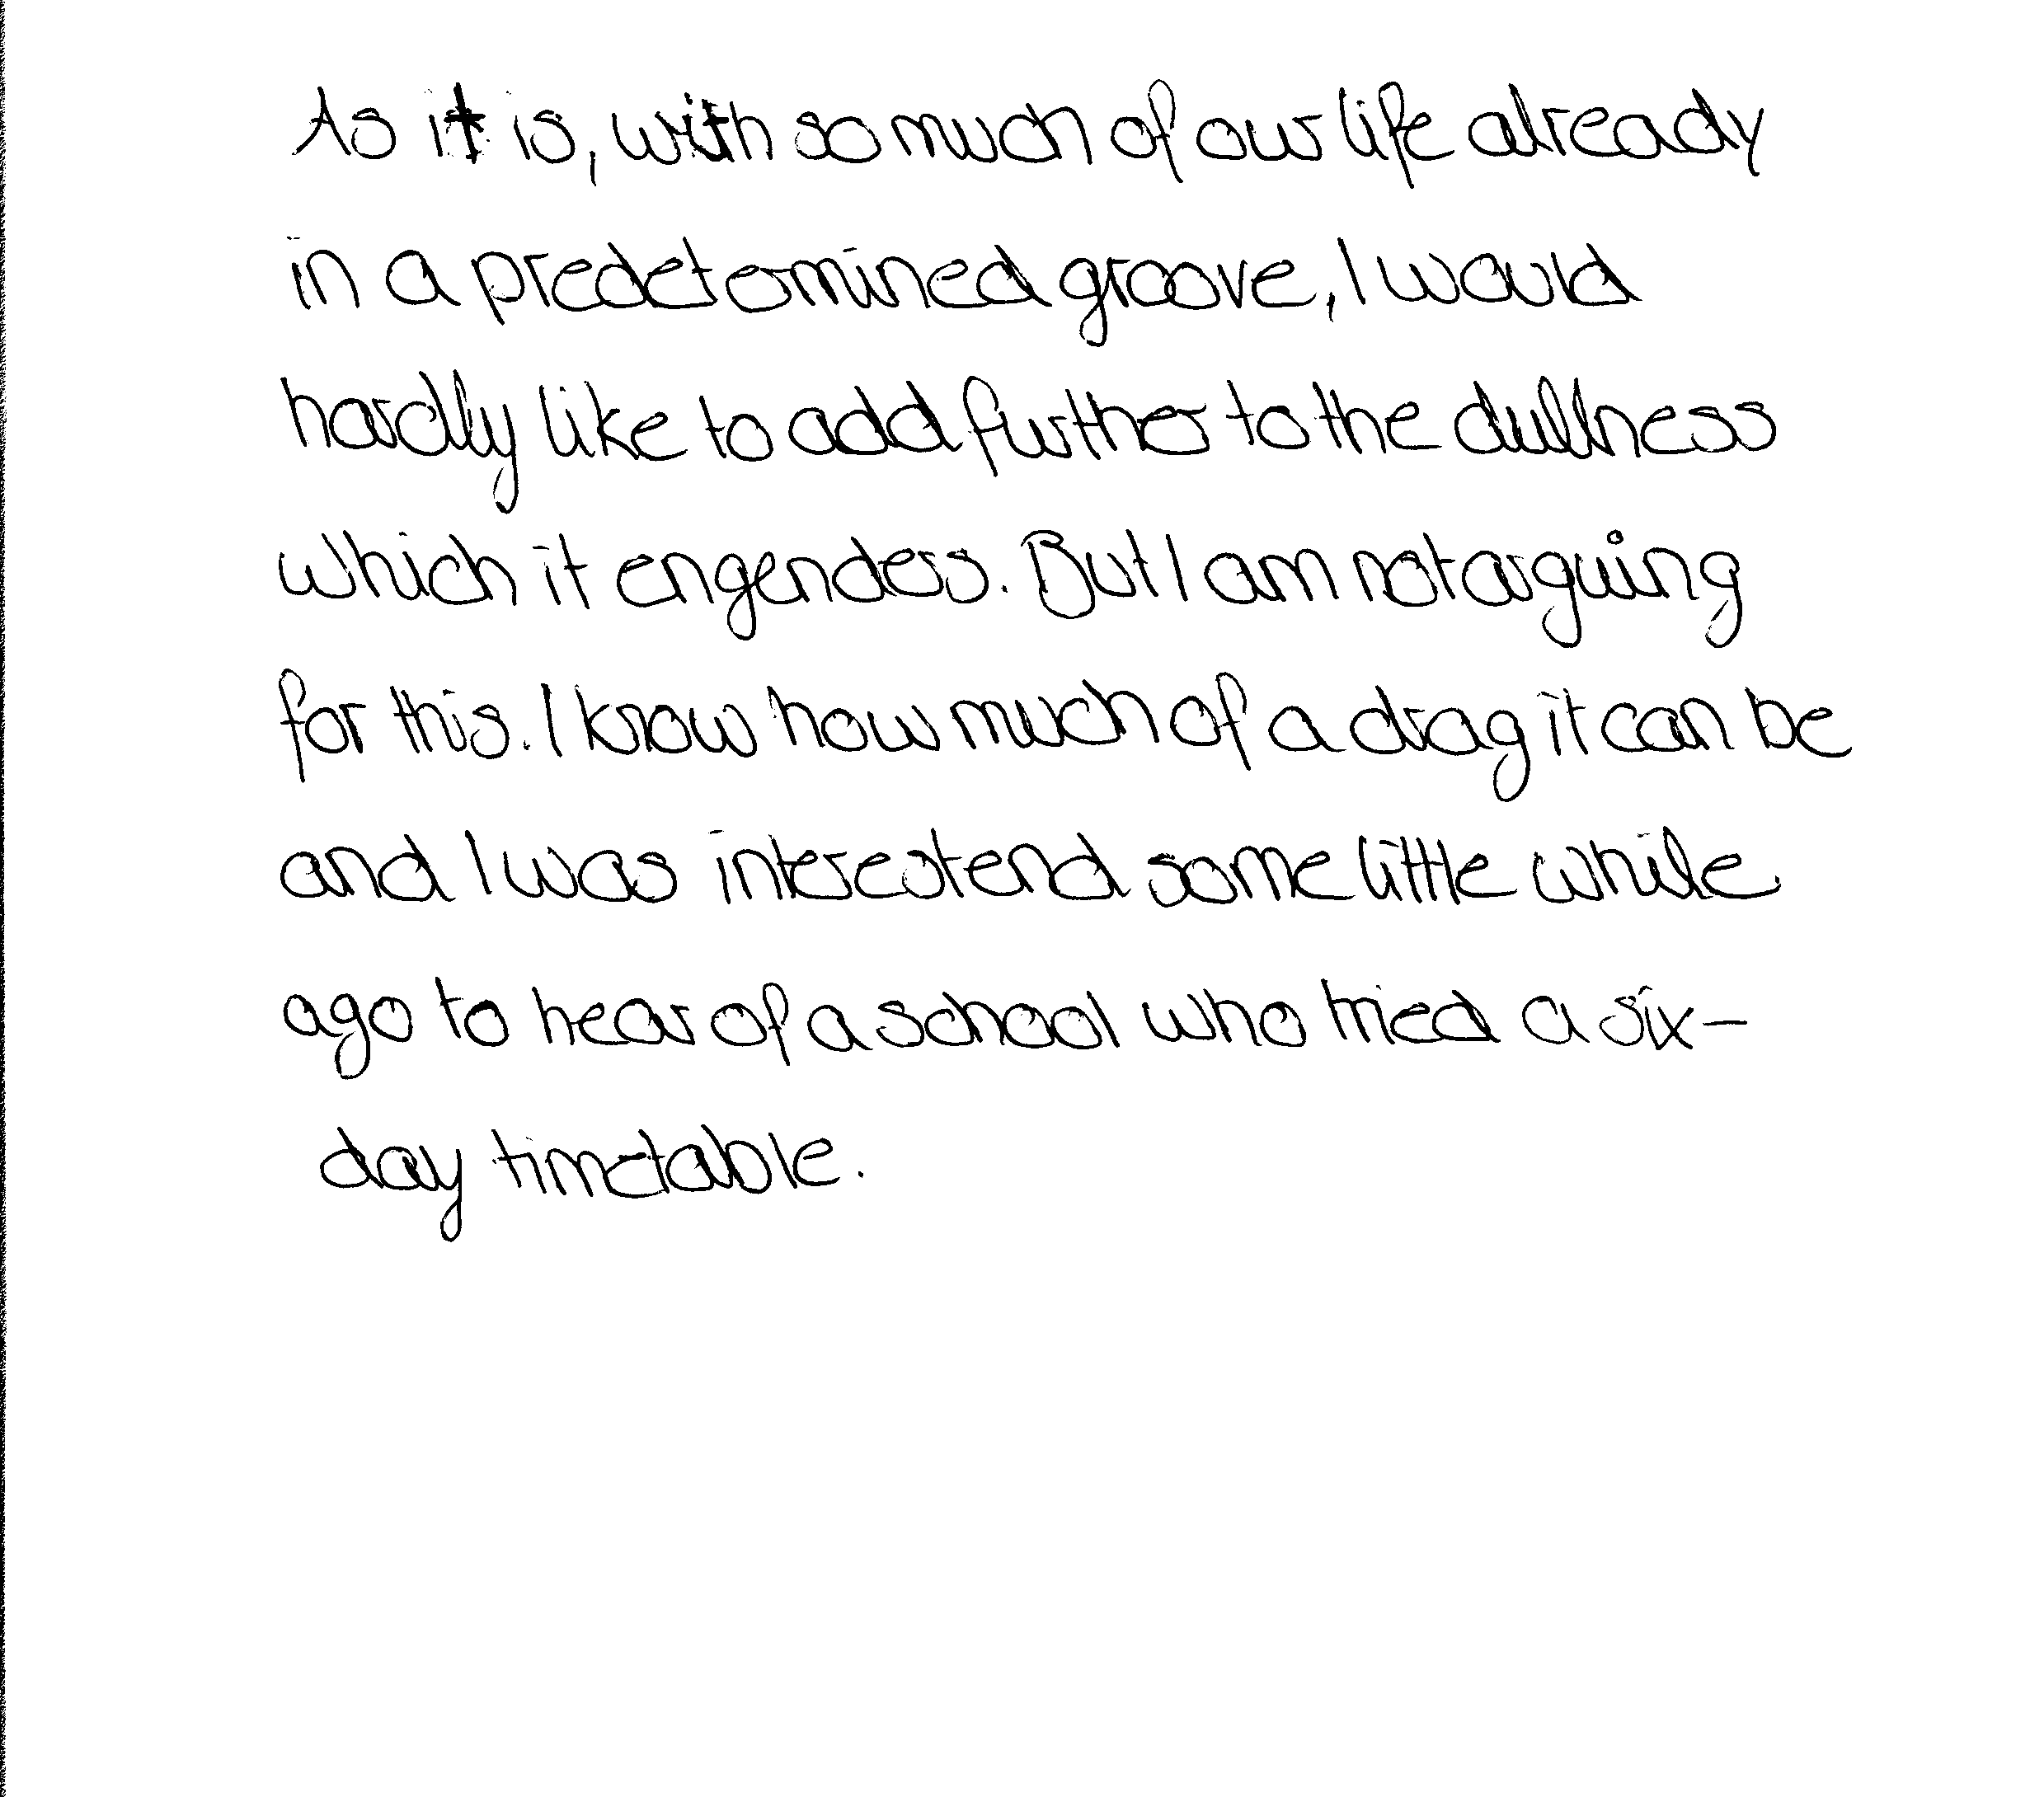 As it is, with so much of our life already
in a predetermined groove, I would
hardly like to add further to the dullness
which it engenders. But I am not arguing
for this. I know how much of a drag it can be
and I was interestend some little while
ago to hear of a school who tried a six-
day timetable.